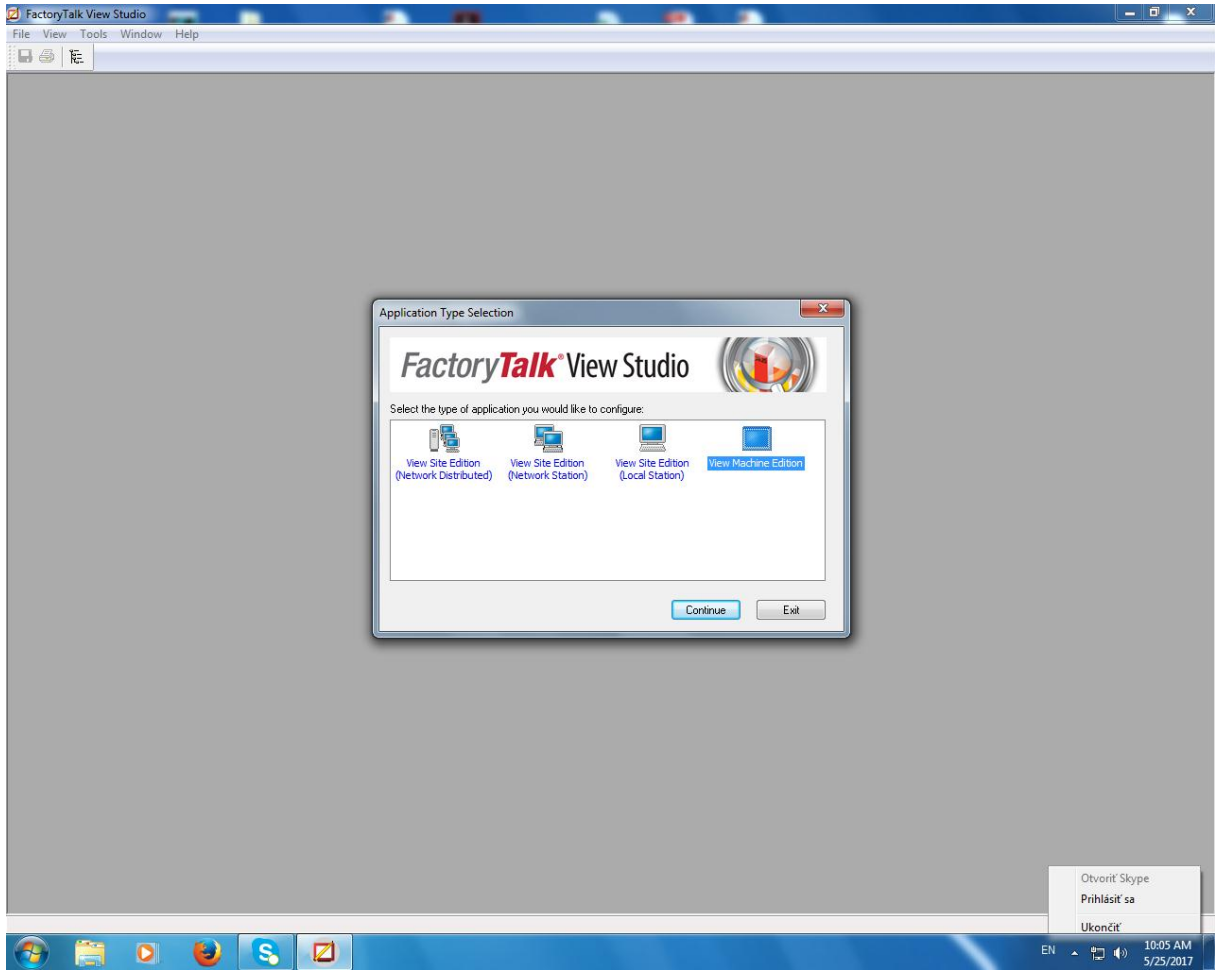 FactoryTalk View Studio
File View Tools Window Help
Application Type Selection
FactoryTalk® View Studio
Select the type of application you would like to configure:
View Site Edition
(Network Distributed)
View Site Edition
(Network Station)
View Site Edition
(Local Station)
View Machine Edition
Continue Exit
Otvoriť Skype
Prihlásiť sa
Ukončiť
EN
10:05 AM
5/25/2017